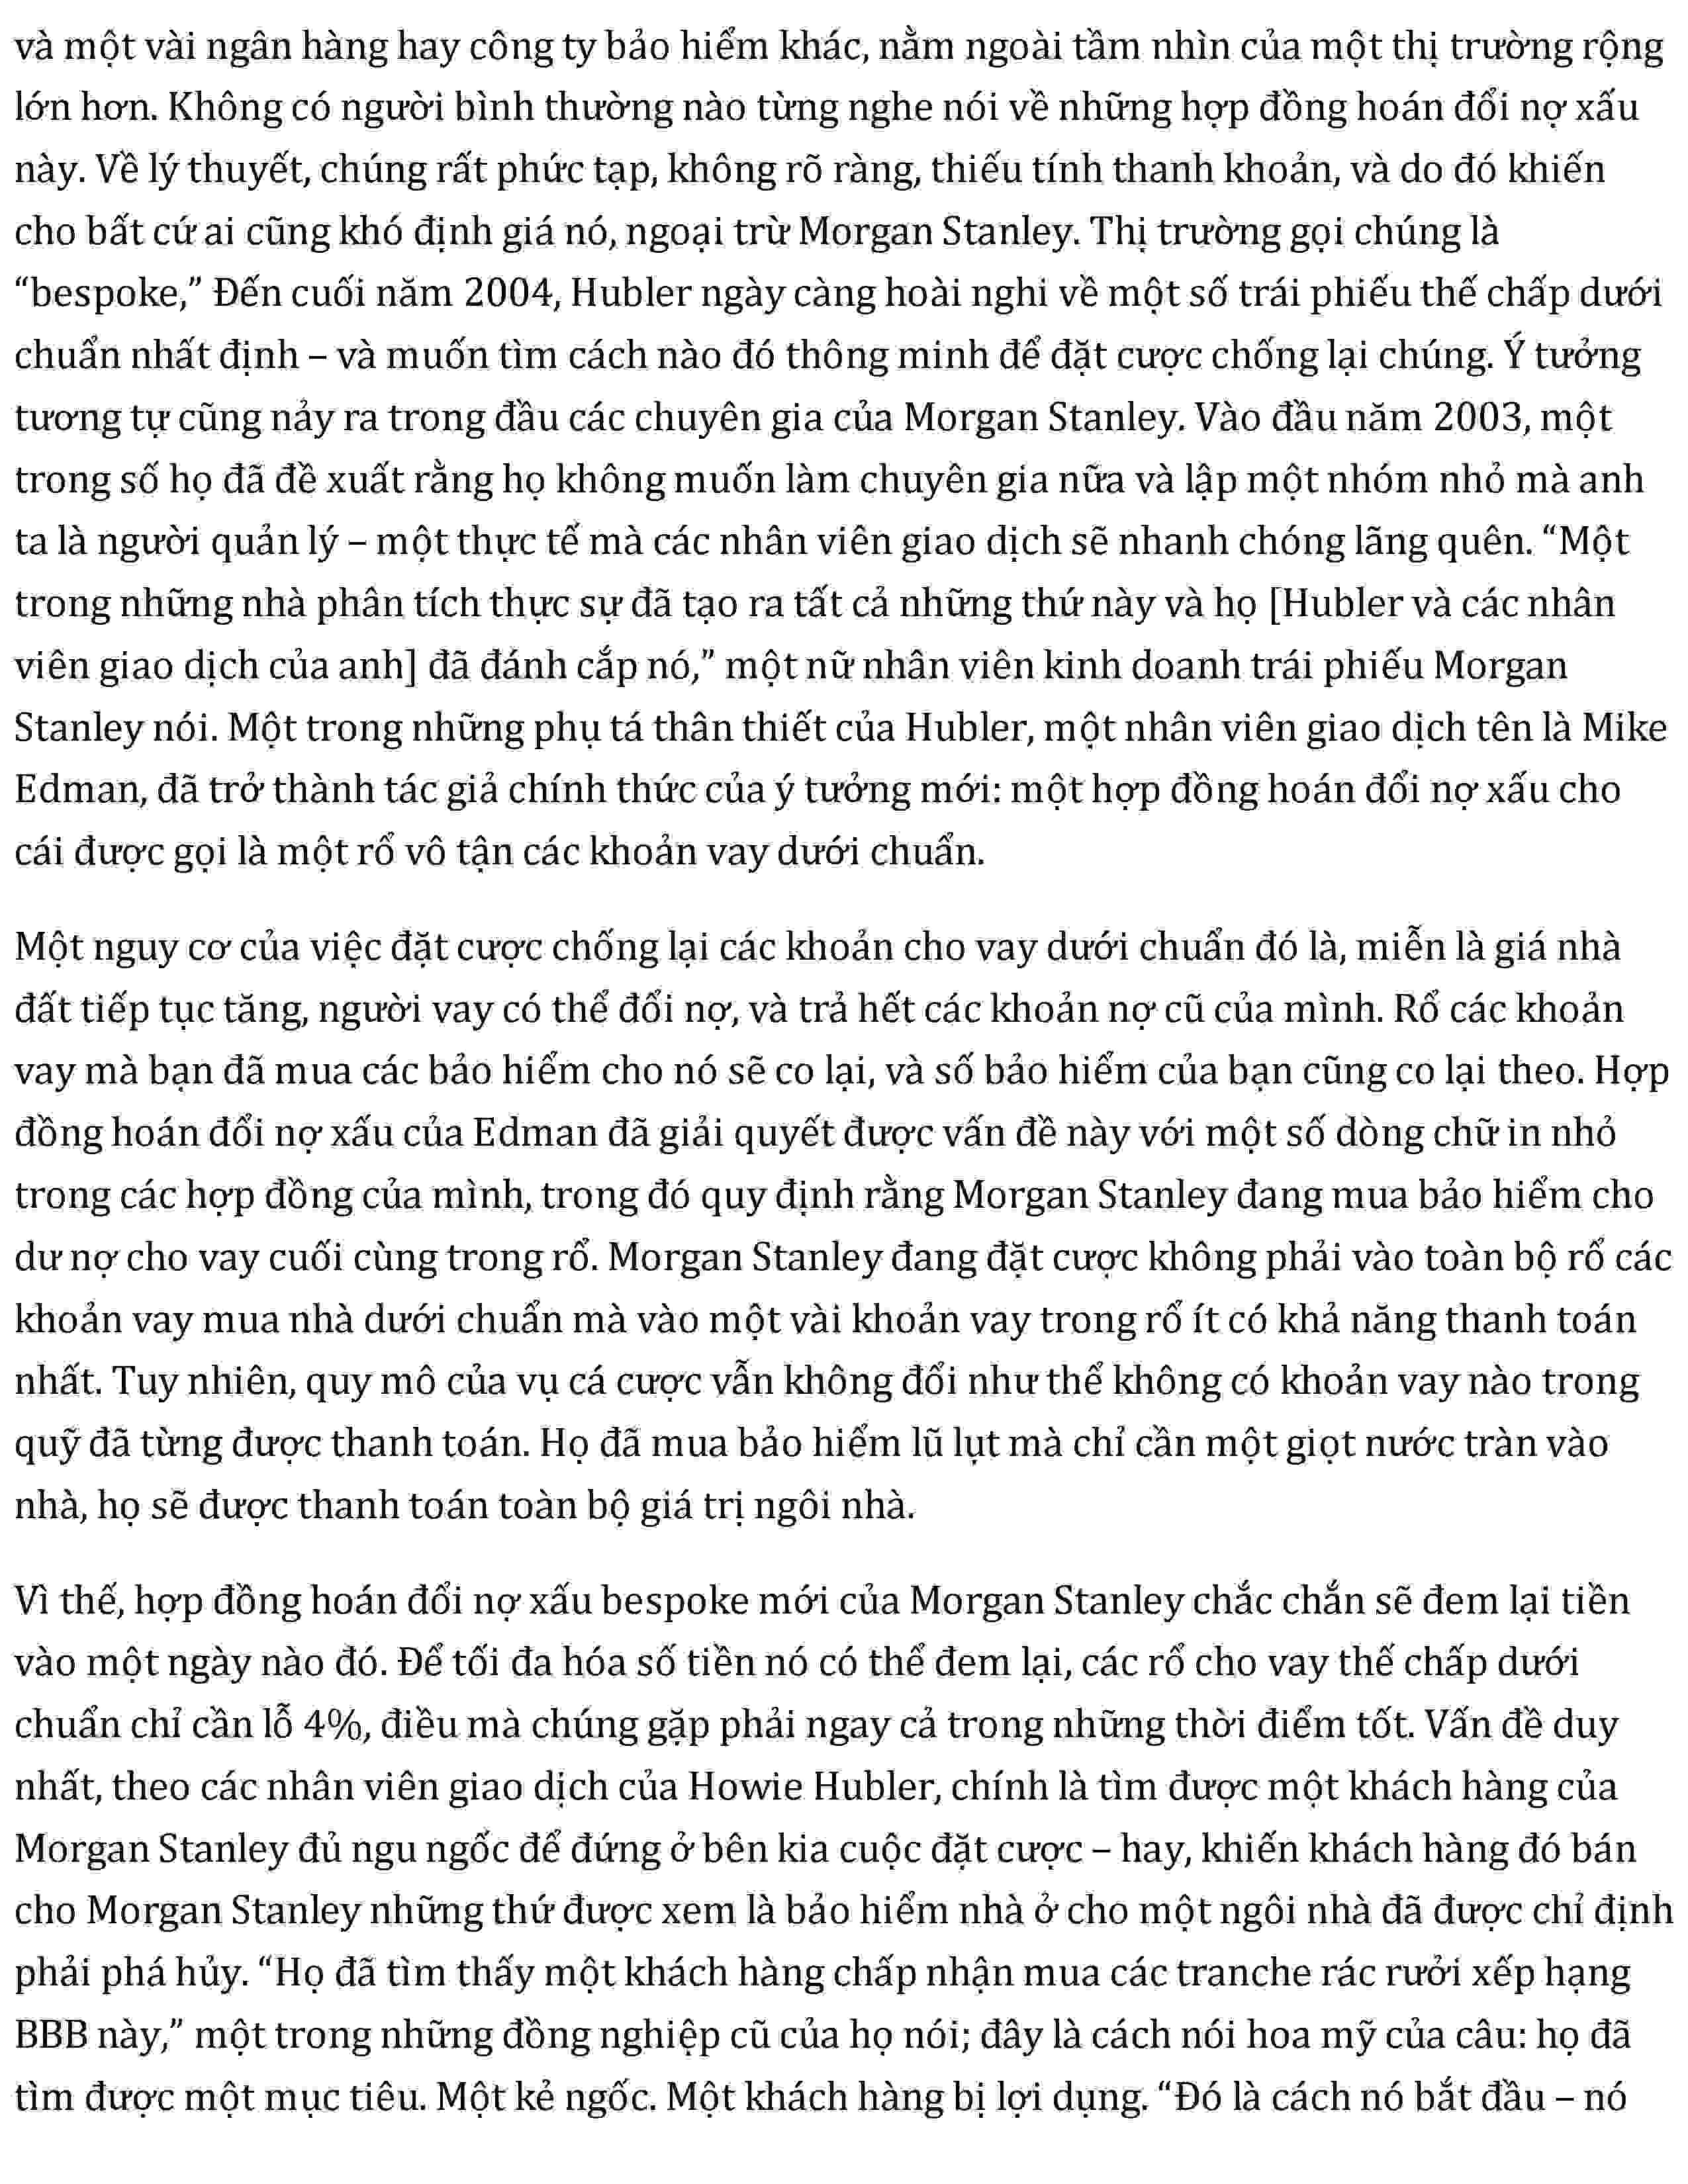 và một vài ngân hàng hay công ty bảo hiểm khác, nằm ngoài tầm nhìn của một thị trường rộng
lớn hơn. Không có người bình thường nào từng nghe nói về những hợp đồng hoán đổi nợ xấu
này. Về lý thuyết, chúng rất phức tạp, không rõ ràng, thiếu tính thanh khoản, và do đó khiến
cho bất cứ ai cũng khó định giá nó, ngoại trừ Morgan Stanley. Thị trường gọi chúng là
“bespoke,” Đến cuối năm 2004, Hubler ngày càng hoài nghi về một số trái phiếu thế chấp dưới
chuẩn nhất định – và muốn tìm cách nào đó thông minh để đặt cược chống lại chúng. Ý tưởng
tương tự cũng nảy ra trong đầu các chuyên gia của Morgan Stanley. Vào đầu năm 2003, một
trong số họ đã đề xuất rằng họ không muốn làm chuyên gia nữa và lập một nhóm nhỏ mà anh
ta là người quản lý – một thực tế mà các nhân viên giao dịch sẽ nhanh chóng lãng quên. “Một
trong những nhà phân tích thực sự đã tạo ra tất cả những thứ này và họ [Hubler và các nhân
viên giao dịch của anh] đã đánh cắp nó,” một nữ nhân viên kinh doanh trái phiếu Morgan
Stanley nói. Một trong những phụ tá thân thiết của Hubler, một nhân viên giao dịch tên là Mike
Edman, đã trở thành tác giả chính thức của ý tưởng mới: một hợp đồng hoán đổi nợ xấu cho
cái được gọi là một rổ vô tận các khoản vay dưới chuẩn.
Một nguy cơ của việc đặt cược chống lại các khoản cho vay dưới chuẩn đó là, miễn là giá nhà
đất tiếp tục tăng, người vay có thể đổi nợ, và trả hết các khoản nợ cũ của mình. Rổ các khoản
vay mà bạn đã mua các bảo hiểm cho nó sẽ co lại, và số bảo hiểm của bạn cũng co lại theo. Hợp
đồng hoán đổi nợ xấu của Edman đã giải quyết được vấn đề này với một số dòng chữ in nhỏ
trong các hợp đồng của mình, trong đó quy định rằng Morgan Stanley đang mua bảo hiểm cho
dư nợ cho vay cuối cùng trong rổ. Morgan Stanley đang đặt cược không phải vào toàn bộ rổ các
khoản vay mua nhà dưới chuẩn mà vào một vài khoản vay trong rổ ít có khả năng thanh toán
nhất. Tuy nhiên, quy mô của vụ cá cược vẫn không đổi như thể không có khoản vay nào trong
quỹ đã từng được thanh toán. Họ đã mua bảo hiểm lũ lụt mà chỉ cần một giọt nước tràn vào
nhà, họ sẽ được thanh toán toàn bộ giá trị ngôi nhà.
Vì thế, hợp đồng hoán đổi nợ xấu bespoke mới của Morgan Stanley chắc chắn sẽ đem lại tiền
vào một ngày nào đó. Để tối đa hóa số tiền nó có thể đem lại, các rổ cho vay thế chấp dưới
chuẩn chỉ cần lỗ 4%, điều mà chúng gặp phải ngay cả trong những thời điểm tốt. Vấn đề duy
nhất, theo các nhân viên giao dịch của Howie Hubler, chính là tìm được một khách hàng của
Morgan Stanley đủ ngu ngốc để đứng ở bên kia cuộc đặt cược – hay, khiến khách hàng đó bán
cho Morgan Stanley những thứ được xem là bảo hiểm nhà ở cho một ngôi nhà đã được chỉ định
phải phá hủy. “Họ đã tìm thấy một khách hàng chấp nhận mua các tranche rác rưởi xếp hạng
BBB này,” một trong những đồng nghiệp cũ của họ nói; đây là cách nói hoa mỹ của câu: họ đã
tìm được một mục tiêu. Một kẻ ngốc. Một khách hàng bị lợi dụng. “Đó là cách nó bắt đầu – nó